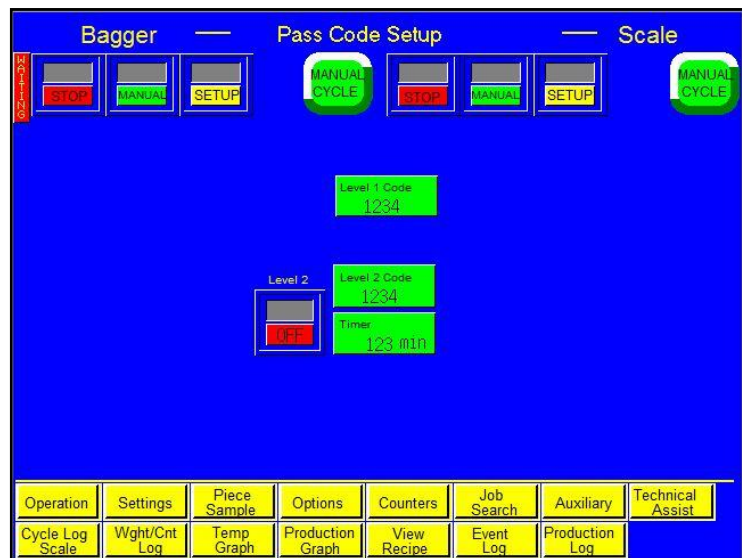 Bagger — Pass Code Setup — Scale
WAITING
STOP MANUAL SETUP MANUAL CYCLE STOP MANUAL SETUP MANUAL CYCLE
Level 1 Code
1234
Level 2
Level 2 Code
1234
OFF
Timer
123 min
Operation Settings Piece Sample Options Counters Job Search Auxiliary Technical Assist
Cycle Log Scale Wght/Cnt Log Temp Graph Production Graph View Recipe Event Log Production Log